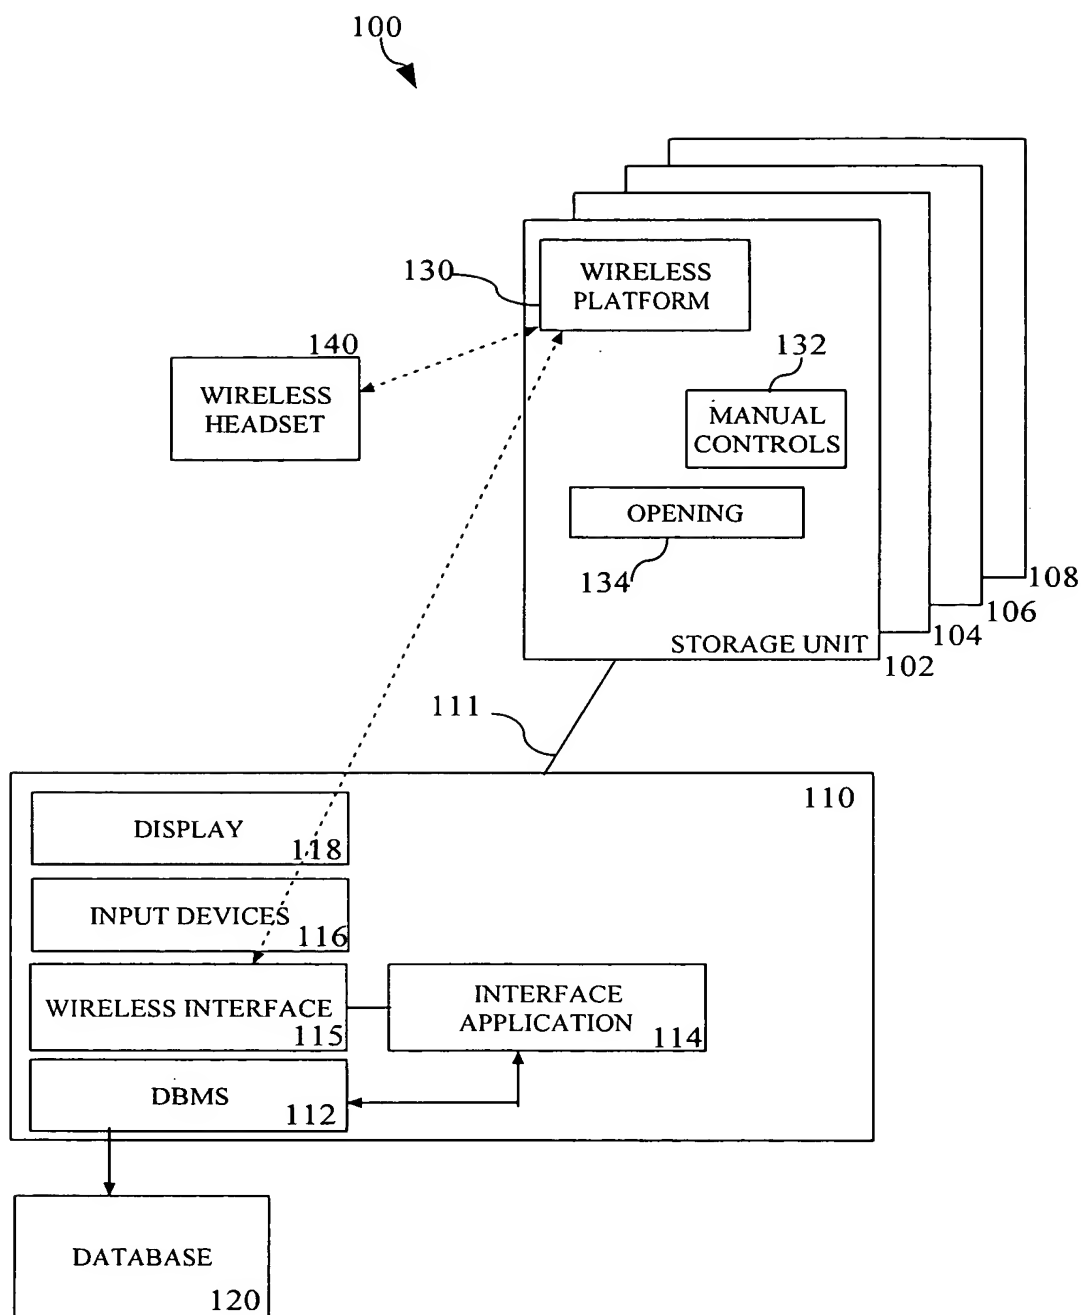 100
WIRELESS
PLATFORM
130
140
WIRELESS
HEADSET
132
MANUAL
CONTROLS
OPENING
134
108
106
104
STORAGE UNIT
102
111
110
DISPLAY
118
INPUT DEVICES
116
WIRELESS INTERFACE
115
INTERFACE
APPLICATION
114
DBMS
112
DATABASE
120